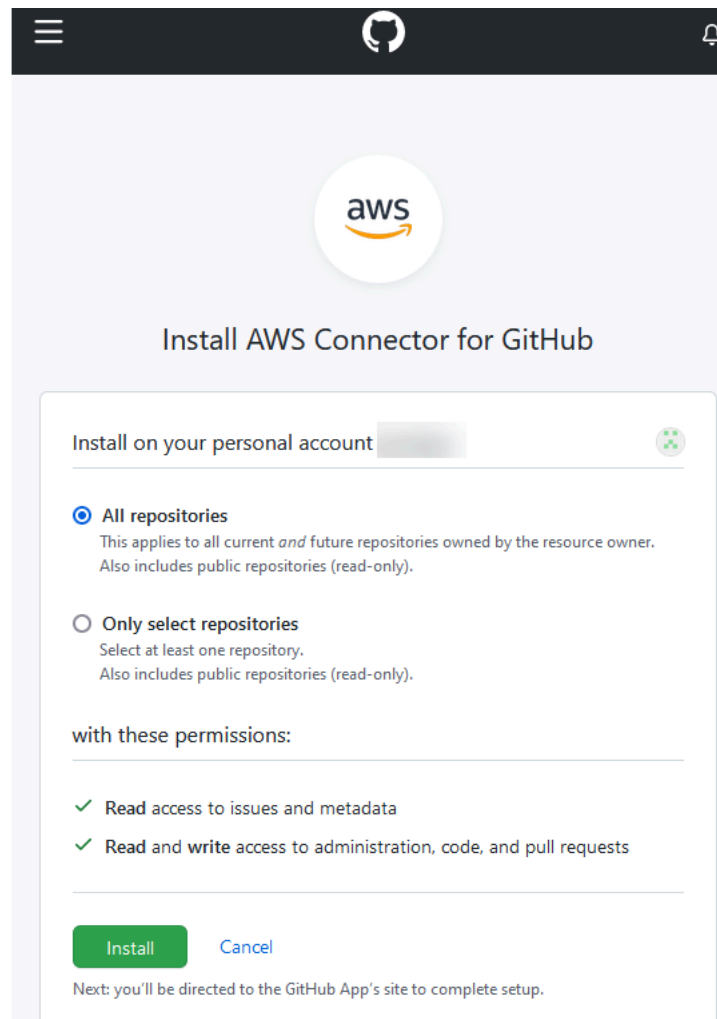 aws
Install AWS Connector for GitHub
Install on your personal account
All repositories
This applies to all current and future repositories owned by the resource owner.
Also includes public repositories (read-only).
Only select repositories
Select at least one repository.
Also includes public repositories (read-only).
with these permissions:
Read access to issues and metadata
Read and write access to administration, code, and pull requests
Install Cancel
Next: you'll be directed to the GitHub App's site to complete setup.